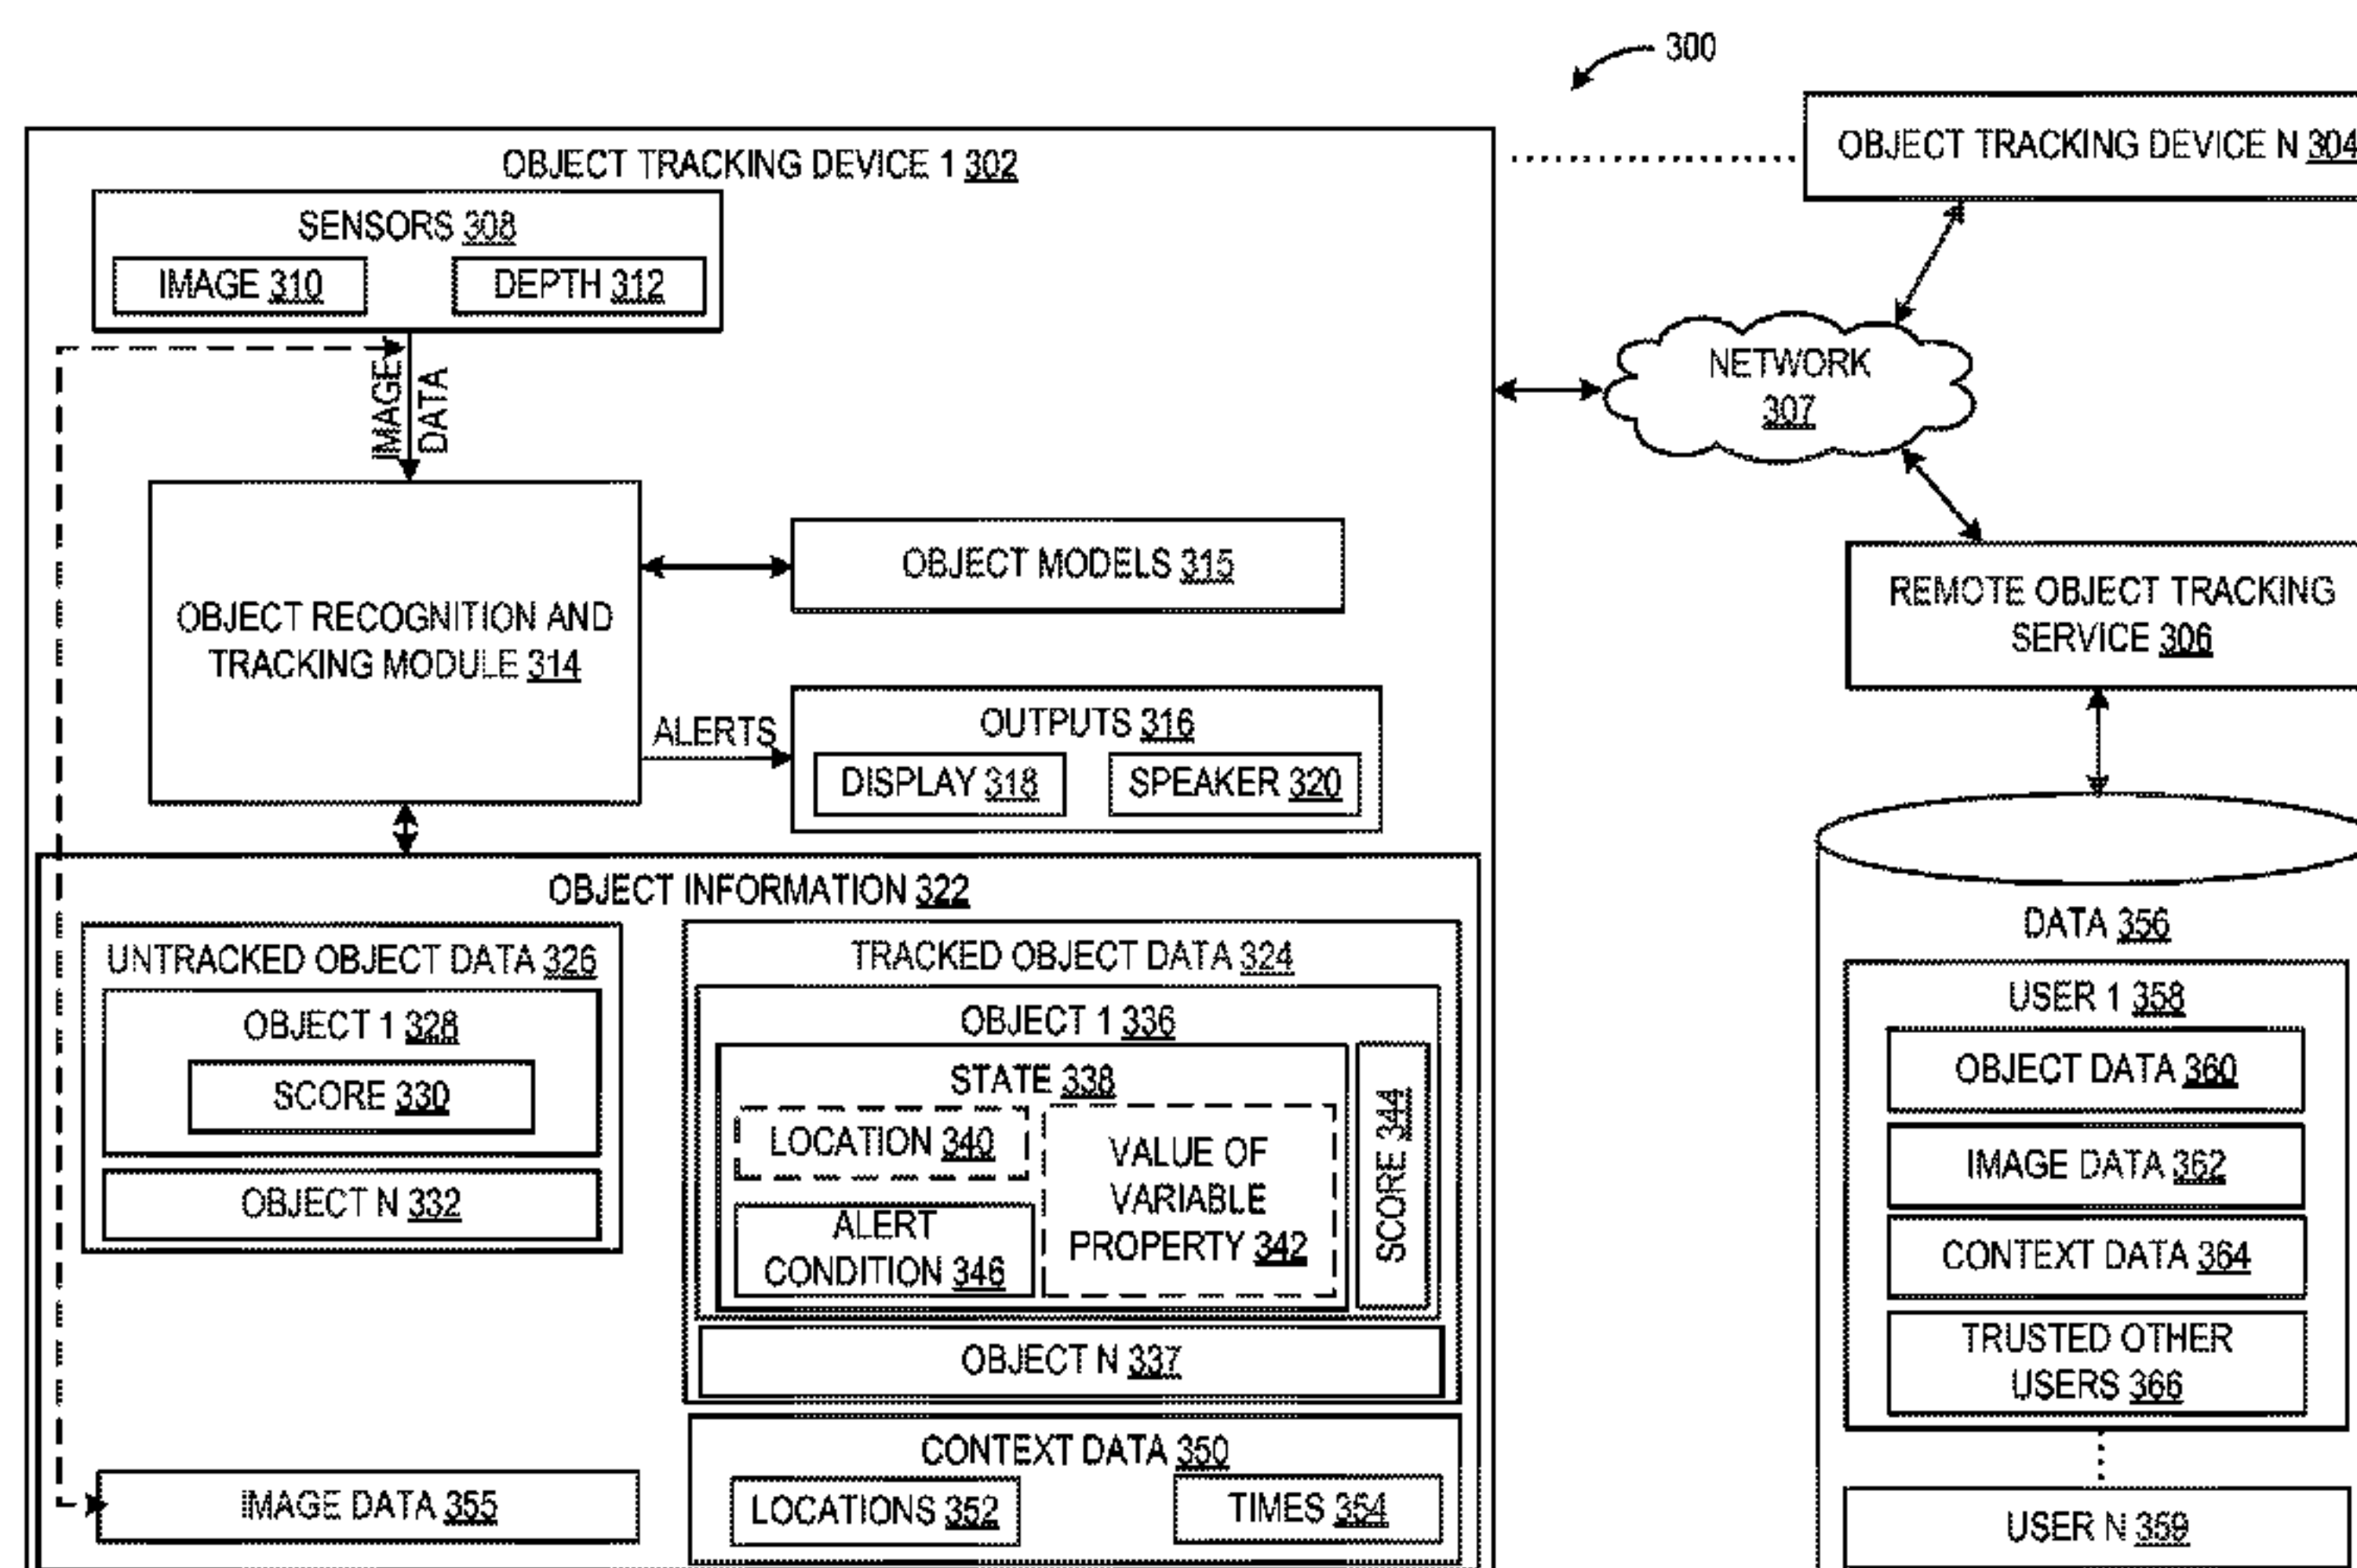 300
OBJECT TRACKING DEVICE 1 302
OBJECT TRACKING DEVICE N 304
SENSORS 308
IMAGE 310
DEPTH 312
IMAGE
DATA
NETWORK
307
OBJECT RECOGNITION AND
TRACKING MODULE 314
OBJECT MODELS 315
REMOTE OBJECT TRACKING
SERVICE 306
ALERTS
OUTPUTS 316
DISPLAY 318
SPEAKER 320
OBJECT INFORMATION 322
UNTRACKED OBJECT DATA 326
OBJECT 1 328
SCORE 330
OBJECT N 332
TRACKED OBJECT DATA 324
OBJECT 1 336
STATE 338
LOCATION 340
ALERT
CONDITION 346
VALUE OF
VARIABLE
PROPERTY 342
SCORE 344
OBJECT N 337
CONTEXT DATA 350
LOCATIONS 352
TIMES 354
IMAGE DATA 355
DATA 356
USER 1 358
OBJECT DATA 360
IMAGE DATA 362
CONTEXT DATA 364
TRUSTED OTHER
USERS 366
USER N 359